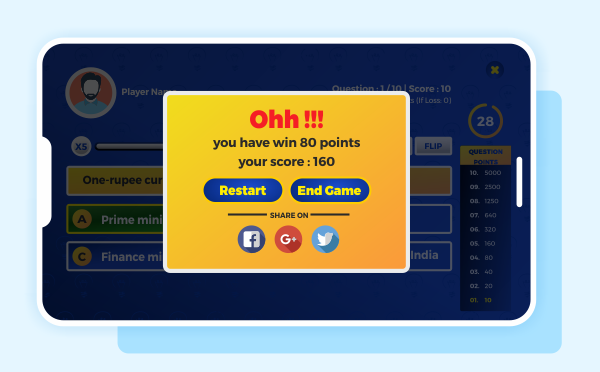 Player Name
Question : 1 / 10 | Score : 10
(If Loss: 0)
28
X5
FLIP
One-rupee cur
A Prime mini
C Finance mi
India
QUESTION
POINTS
10. 5000
09. 2500
08. 1250
07. 640
06. 320
05. 160
04. 80
03. 40
02. 20
01. 10
Ohh !!!
you have win 80 points
your score : 160
Restart End Game
SHARE ON
f G+